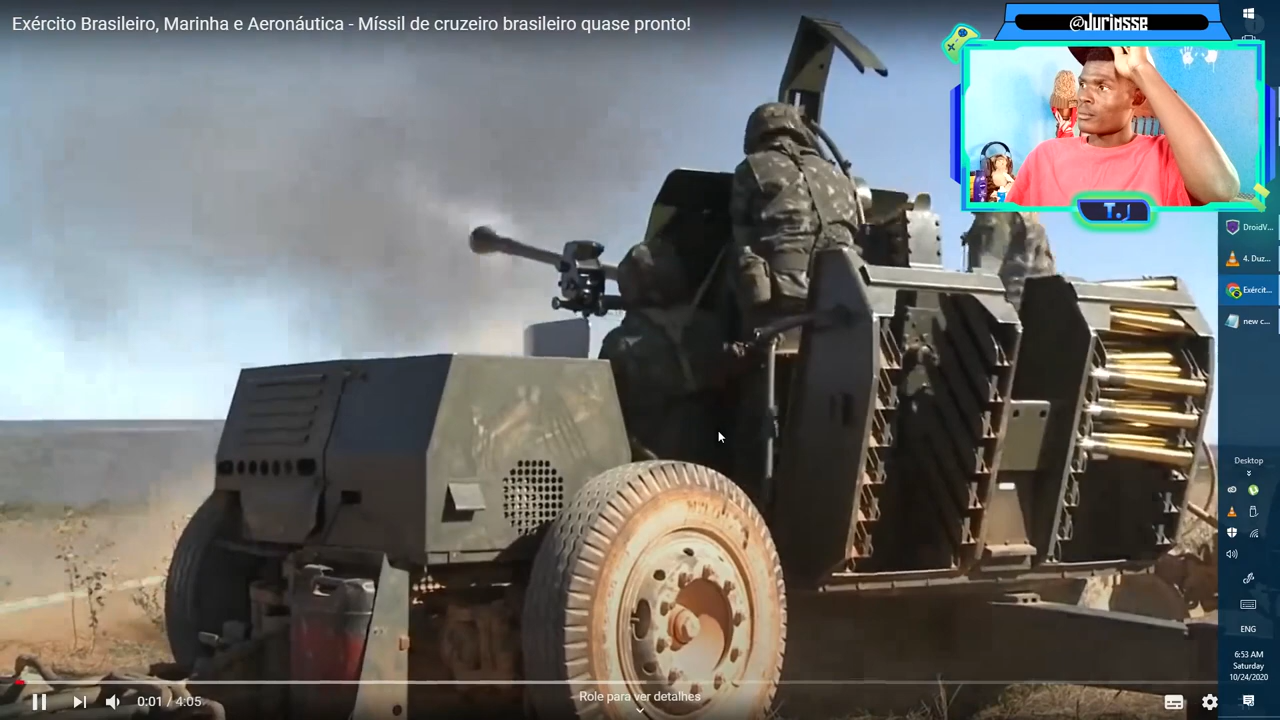 Exército Brasileiro, Marinha e Aeronáutica - Míssil de cruzeiro brasileiro quase pronto!
@Jurinsse
T.J
DroidV...
4. Duz...
Exércit...
new c...
Desktop
ENG
6:53 AM
Saturday
10/24/2020
0:01 / 4:05
Role para ver detalhes